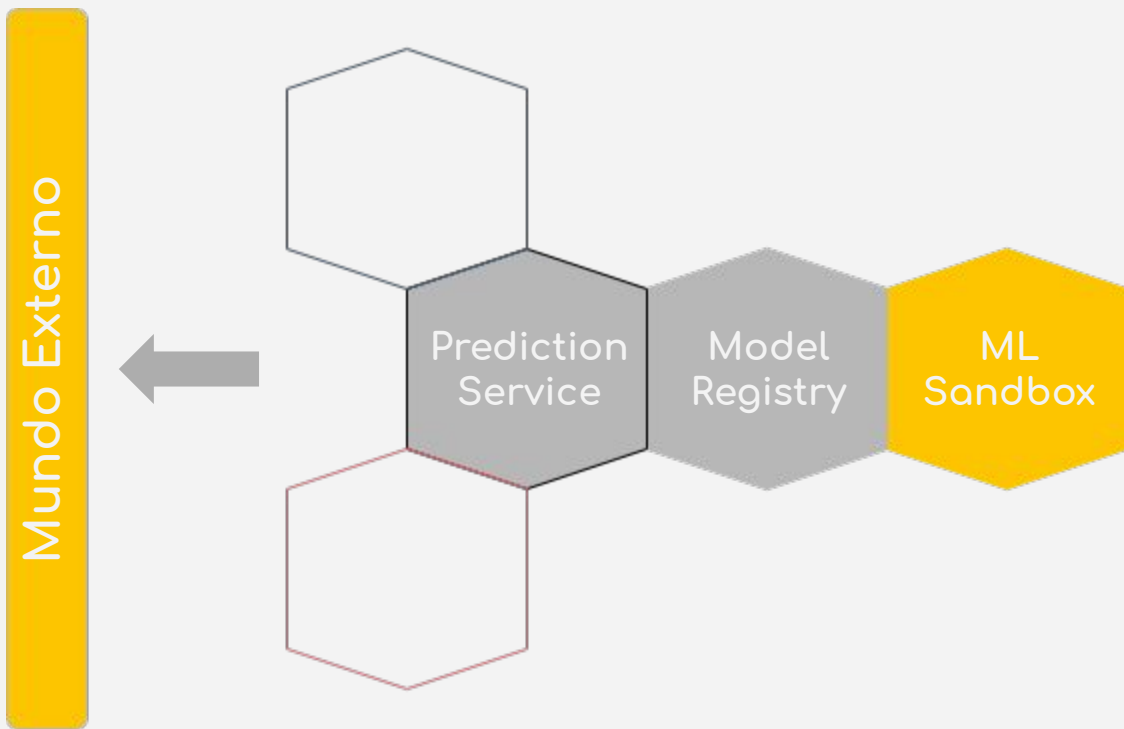 Mundo Externo
Prediction
Service
Model
Registry
ML
Sandbox